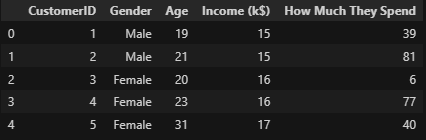 CustomerID Gender Age Income (k$) How Much They Spend
0 1 Male 19 15 39
1 2 Male 21 15 81
2 3 Female 20 16 6
3 4 Female 23 16 77
4 5 Female 31 17 40